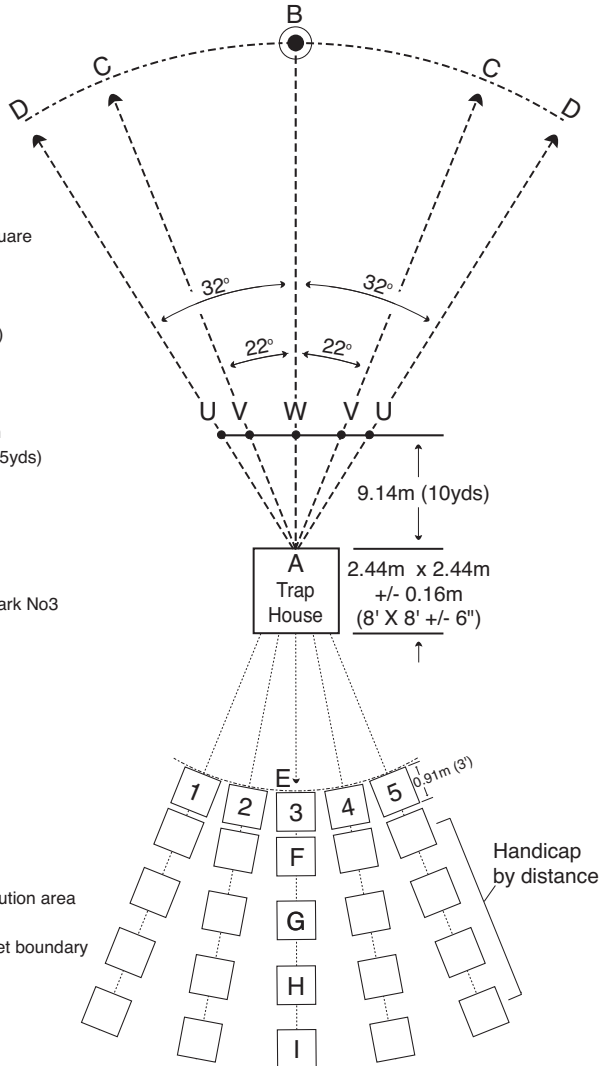 B
C C
D D
uare
32° 32°
)
22° 22°
U V W V U
5yds)
9.14m (10yds)
A
Trap
House
2.44m x 2.44m
+/- 0.16m
(8' X 8' +/- 6")
ark No3
E
0.91m (3')
1 2 3 4 5
F
Handicap
by distance
ution area
G
et boundary
H
I